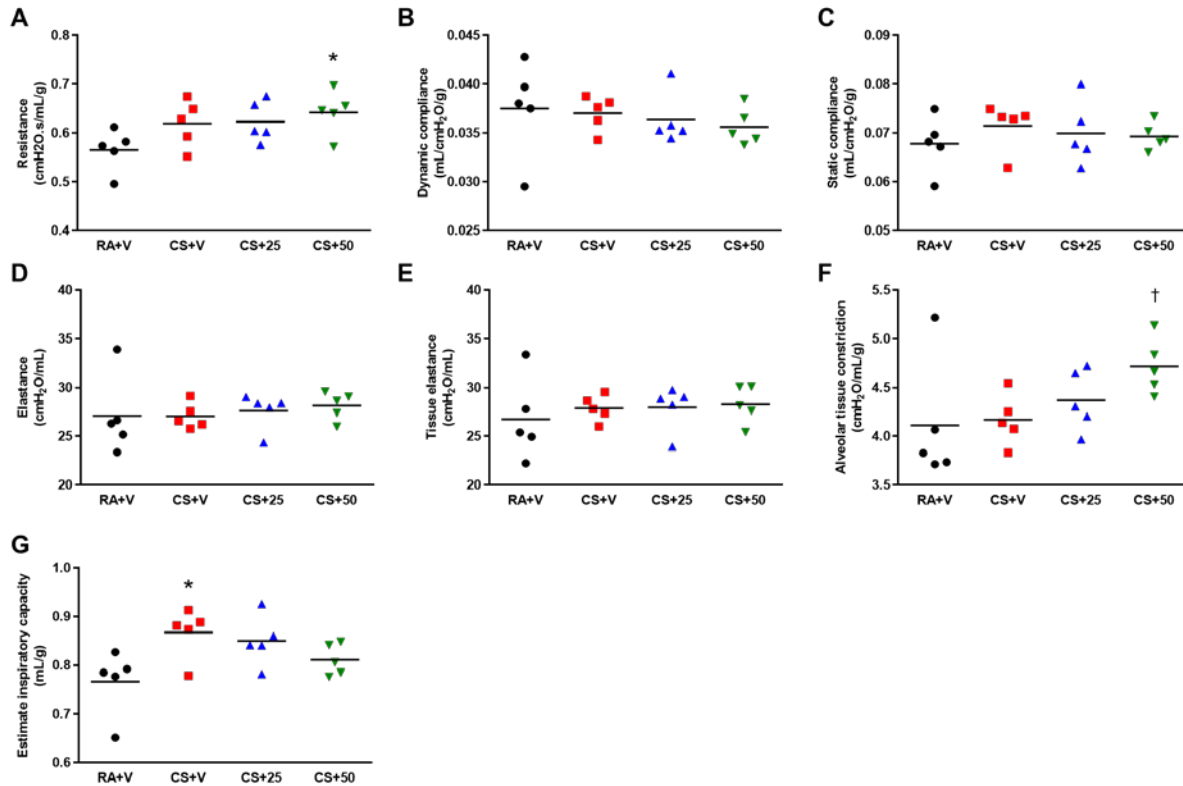 A
Resistance
(cmH2O.s/mL/g)
0.8
0.7
0.6
0.5
0.4
*
RA+V CS+V CS+25 CS+50
B
Dynamic compliance
(mL/cmH₂O/g)
0.045
0.040
0.035
0.030
0.025
RA+V CS+V CS+25 CS+50
C
Static compliance
(mL/cmH₂O/g)
0.09
0.08
0.07
0.06
0.05
RA+V CS+V CS+25 CS+50
D
Elastance
(cmH₂O/mL)
40
35
30
25
20
RA+V CS+V CS+25 CS+50
E
Tissue elastance
(cmH₂O/mL)
40
35
30
25
20
RA+V CS+V CS+25 CS+50
F
Alveolar tissue constriction
(cmH₂O/mL/g)
5.5
5.0
4.5
4.0
3.5
†
RA+V CS+V CS+25 CS+50
G
Estimate inspiratory capacity
(mL/g)
1.0
0.9
0.8
0.7
0.6
*
RA+V CS+V CS+25 CS+50